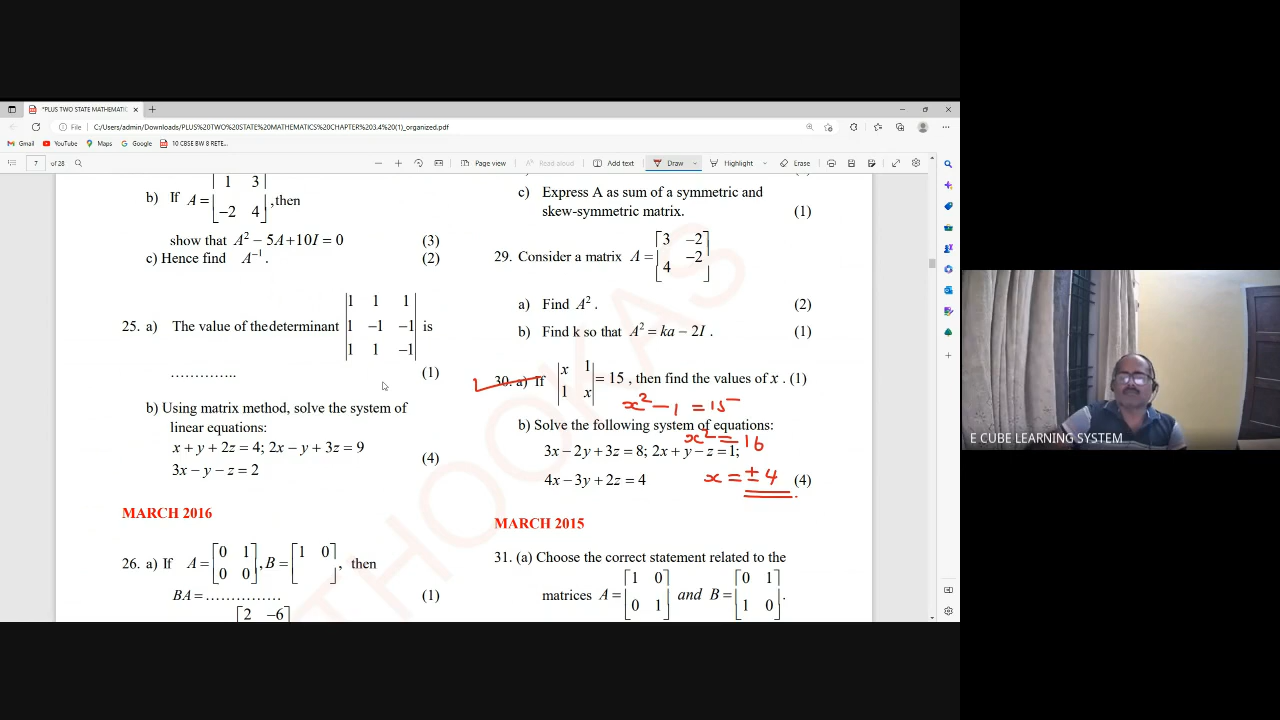 *PLUS TWO STATE MATHEMATIC
File C:/Users/admin/Downloads/PLUS%20TWO%20STATE%20MATHEMATICS%20CHAPTER%203.4%20(1)_organized.pdf
Gmail YouTube Maps Google 10 CBSE BW 8 RETE...
7 of 28 Page view Read aloud Add text Draw Highlight Erase
b) If A = [1 3
−2 4], then
show that A² − 5A + 10I = 0 (3)
c) Hence find A⁻¹. (2)
25. a) The value of the determinant |1 1 1
1 −1 −1
1 1 −1| is
………….. (1)
b) Using matrix method, solve the system of
linear equations:
x + y + 2z = 4; 2x − y + 3z = 9
3x − y − z = 2 (4)
MARCH 2016
26. a) If A = [0 1
0 0], B = [1 0], then
BA = …………… (1)
[2 −6]
c) Express A as sum of a symmetric and
skew-symmetric matrix. (1)
29. Consider a matrix A = [3 −2
4 −2]
a) Find A². (2)
b) Find k so that A² = ka − 2I. (1)
30. a) If |x 1
1 x| = 15, then find the values of x. (1)
x² − 1 = 15
b) Solve the following system of equations:
x² = 16
3x − 2y + 3z = 8; 2x + y − z = 1;
x = ± 4
4x − 3y + 2z = 4 (4)
MARCH 2015
31. (a) Choose the correct statement related to the
matrices A = [1 0
0 1] and B = [0 1
1 0].
THOOKAS
E CUBE LEARNING SYSTEM